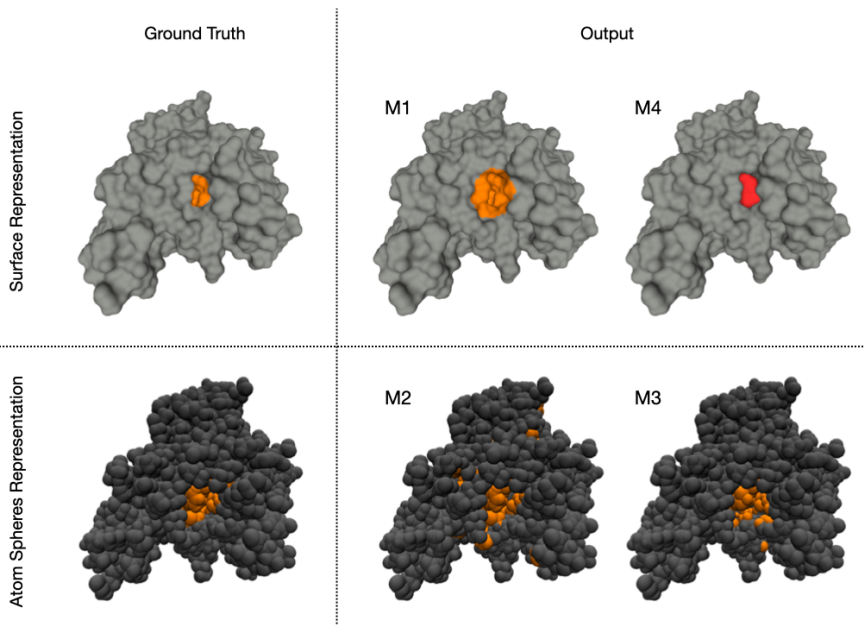 Ground Truth
Output
Surface Representation
M1
M4
Atom Spheres Representation
M2
M3